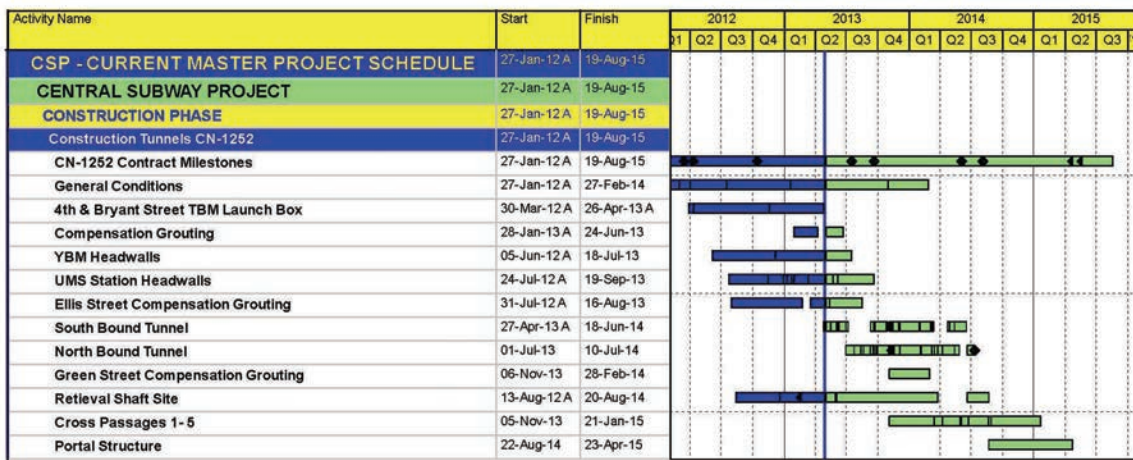 Activity Name Start Finish 2012 2013 2014 2015
Q1 Q2 Q3 Q4 Q1 Q2 Q3 Q4 Q1 Q2 Q3 Q4 Q1 Q2 Q3
CSP - CURRENT MASTER PROJECT SCHEDULE 27-Jan-12 A 19-Aug-15
CENTRAL SUBWAY PROJECT 27-Jan-12 A 19-Aug-15
CONSTRUCTION PHASE 27-Jan-12 A 19-Aug-15
Construction Tunnels CN-1252 27-Jan-12 A 19-Aug-15
CN-1252 Contract Milestones 27-Jan-12 A 19-Aug-15
General Conditions 27-Jan-12 A 27-Feb-14
4th & Bryant Street TBM Launch Box 30-Mar-12 A 26-Apr-13 A
Compensation Grouting 28-Jan-13 A 24-Jun-13
YBM Headwalls 05-Jun-12 A 18-Jul-13
UMS Station Headwalls 24-Jul-12 A 19-Sep-13
Ellis Street Compensation Grouting 31-Jul-12 A 16-Aug-13
South Bound Tunnel 27-Apr-13 A 18-Jun-14
North Bound Tunnel 01-Jul-13 10-Jul-14
Green Street Compensation Grouting 06-Nov-13 28-Feb-14
Retieval Shaft Site 13-Aug-12 A 20-Aug-14
Cross Passages 1- 5 05-Nov-13 21-Jan-15
Portal Structure 22-Aug-14 23-Apr-15